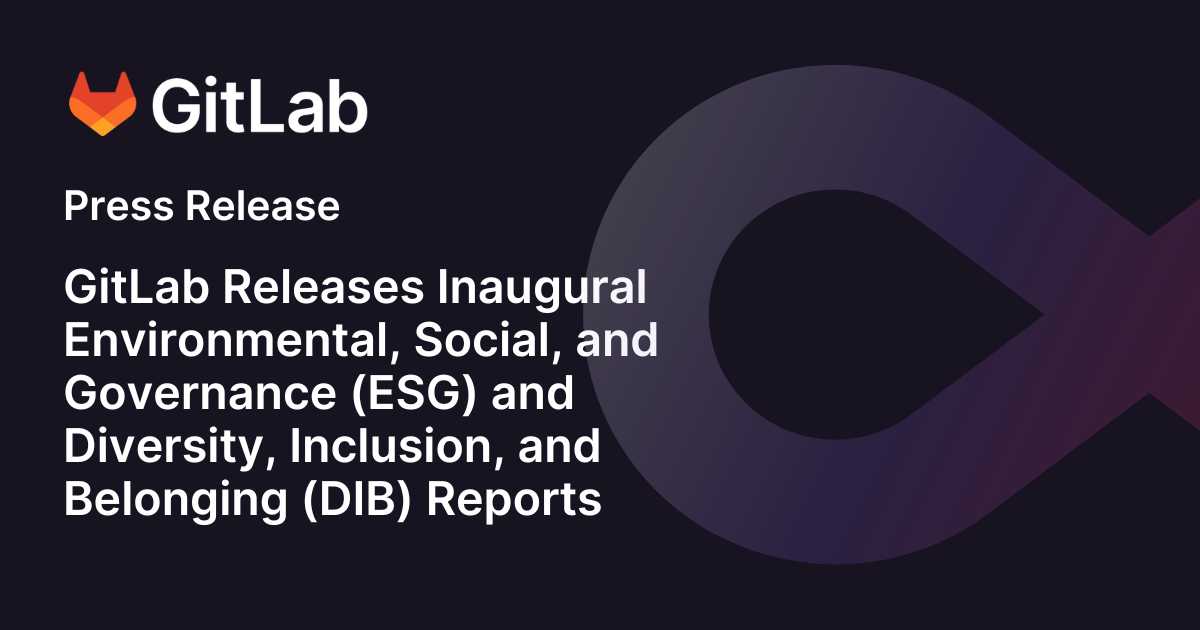 GitLab
Press Release
GitLab Releases Inaugural
Environmental, Social, and
Governance (ESG) and
Diversity, Inclusion, and
Belonging (DIB) Reports